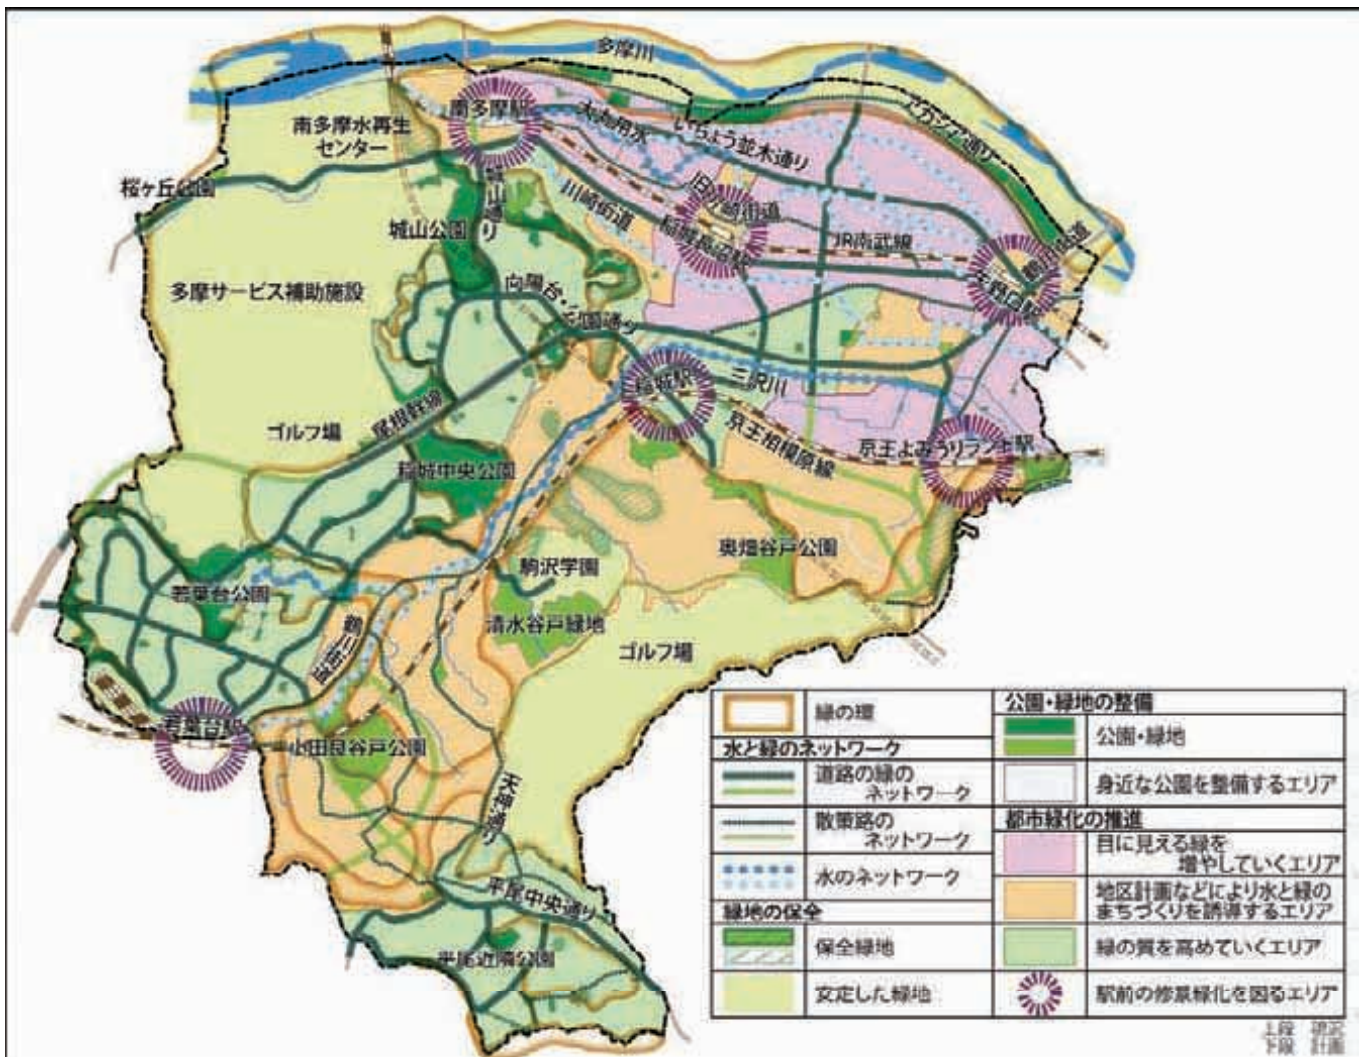 多摩川
南多摩駅
大丸用水
いちょう並木通り
アカシア通り
南多摩水再生
センター
桜ヶ丘公園
城山通り
川崎街道
旧川崎街道
稲城長沼駅
JR南武線
鶴川街道
矢野口駅
城山公園
向陽台・公園通り
多摩サービス補助施設
稲城駅
三沢川
尾根幹線
ゴルフ場
京王相模原線
京王よみうりランド駅
稲城中央公園
奥畑谷戸公園
駒沢学園
若葉台公園
清水谷戸緑地
鶴川街道
ゴルフ場
若葉台駅
小田良谷戸公園
天神通り
平尾中央通り
平尾近隣公園
緑の環
水と緑のネットワーク
道路の緑の
ネットワーク
散策路の
ネットワーク
水のネットワーク
緑地の保全
保全緑地
安定した緑地
公園・緑地の整備
公園・緑地
身近な公園を整備するエリア
都市緑化の推進
目に見える緑を
増やしていくエリア
地区計画などにより水と緑の
まちづくりを誘導するエリア
緑の質を高めていくエリア
駅前の修景緑化を図るエリア
上段 現況
下段 計画